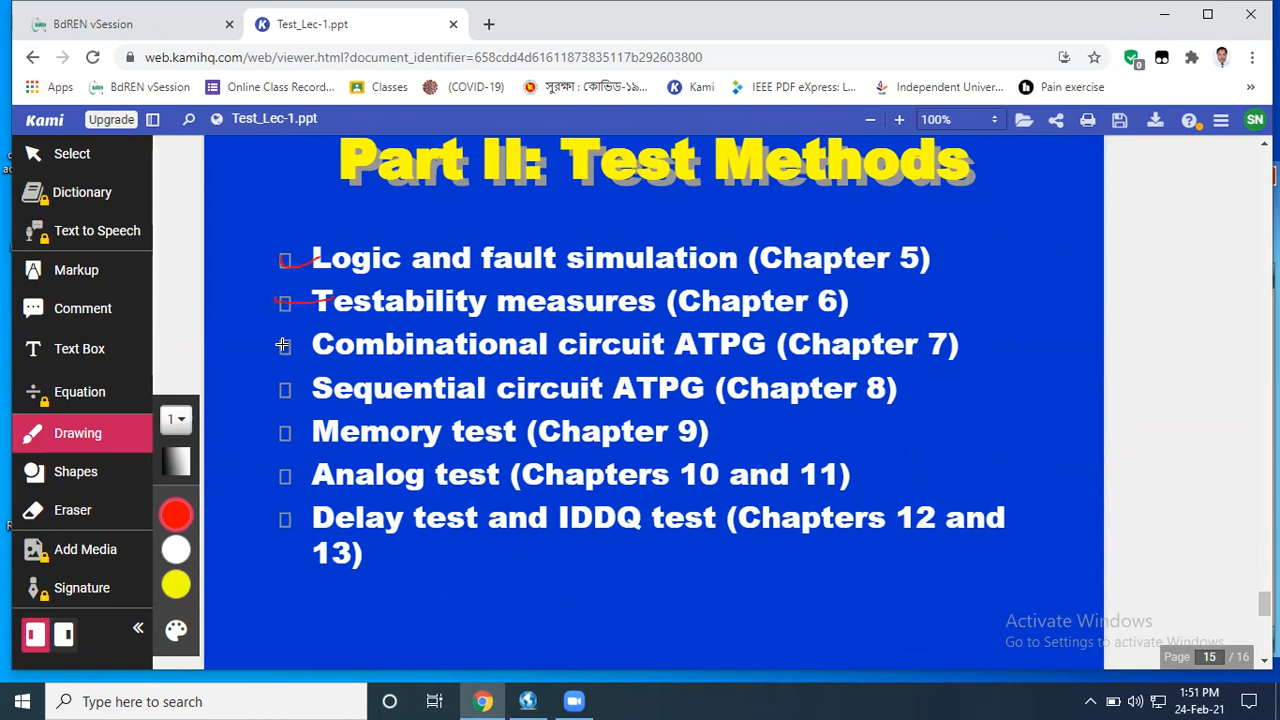 BdREN vSession
Test_Lec-1.ppt
web.kamihq.com/web/viewer.html?document_identifier=658cdd4d61611873835117b292603800
0
Apps
BdREN vSession
Online Class Record...
Classes
(COVID-19)
সুরক্ষা : কোভিড-১৯...
Kami
IEEE PDF eXpress: L...
Independent Univer...
Pain exercise
»
Kami
Upgrade
Test_Lec-1.ppt
100%
SN
Select
Dictionary
Text to Speech
Markup
Comment
Text Box
Equation
Drawing
Shapes
Eraser
Add Media
Signature
1
Part II: Test Methods
Logic and fault simulation (Chapter 5)
Testability measures (Chapter 6)
Combinational circuit ATPG (Chapter 7)
Sequential circuit ATPG (Chapter 8)
Memory test (Chapter 9)
Analog test (Chapters 10 and 11)
Delay test and IDDQ test (Chapters 12 and
13)
Activate Windows
Go to Settings to activate Windows.
Page 15 / 16
Type here to search
1:51 PM
24-Feb-21